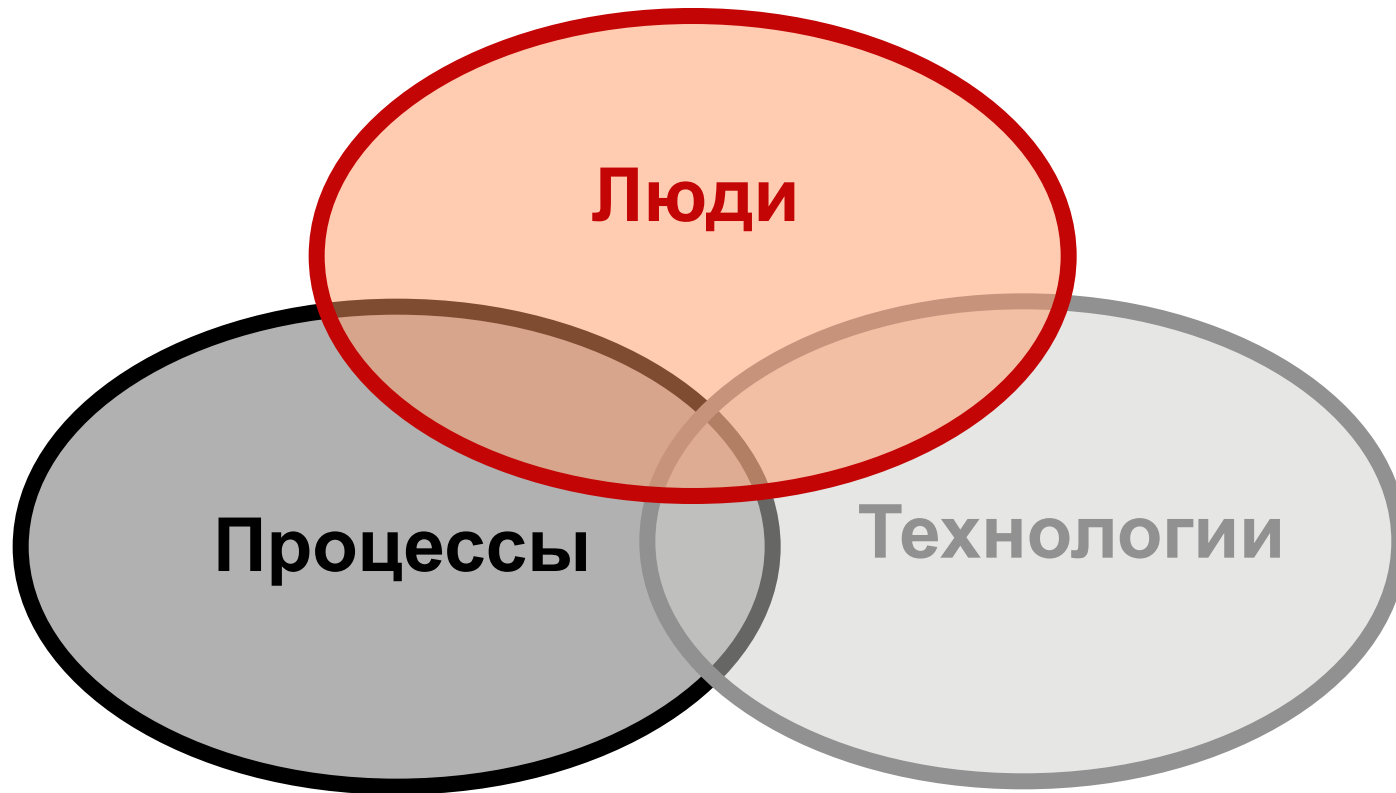 Люди
Процессы
Технологии